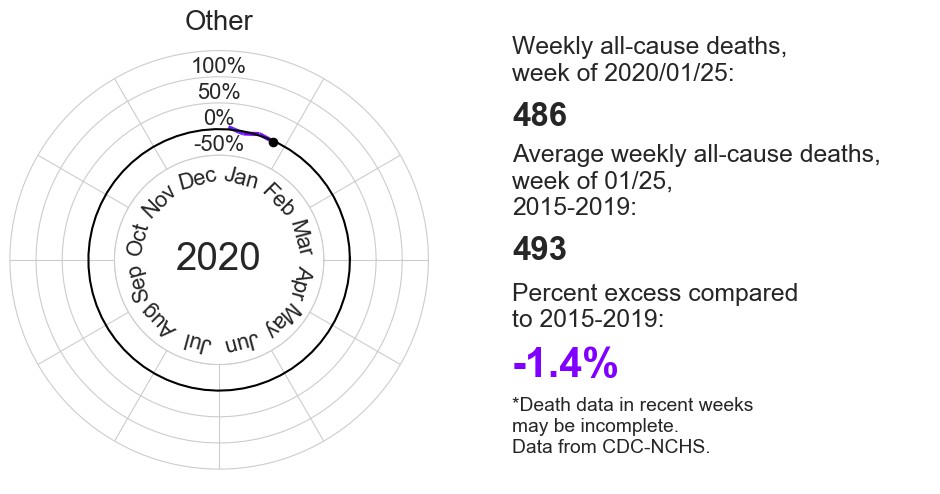 Other
100%
50%
0%
-50%
Jan
Feb
Mar
Apr
May
Jun
Jul
Aug
Sep
Oct
Nov
Dec
2020
Weekly all-cause deaths,
week of 2020/01/25:
486
Average weekly all-cause deaths,
week of 01/25,
2015-2019:
493
Percent excess compared
to 2015-2019:
-1.4%
*Death data in recent weeks
may be incomplete.
Data from CDC-NCHS.